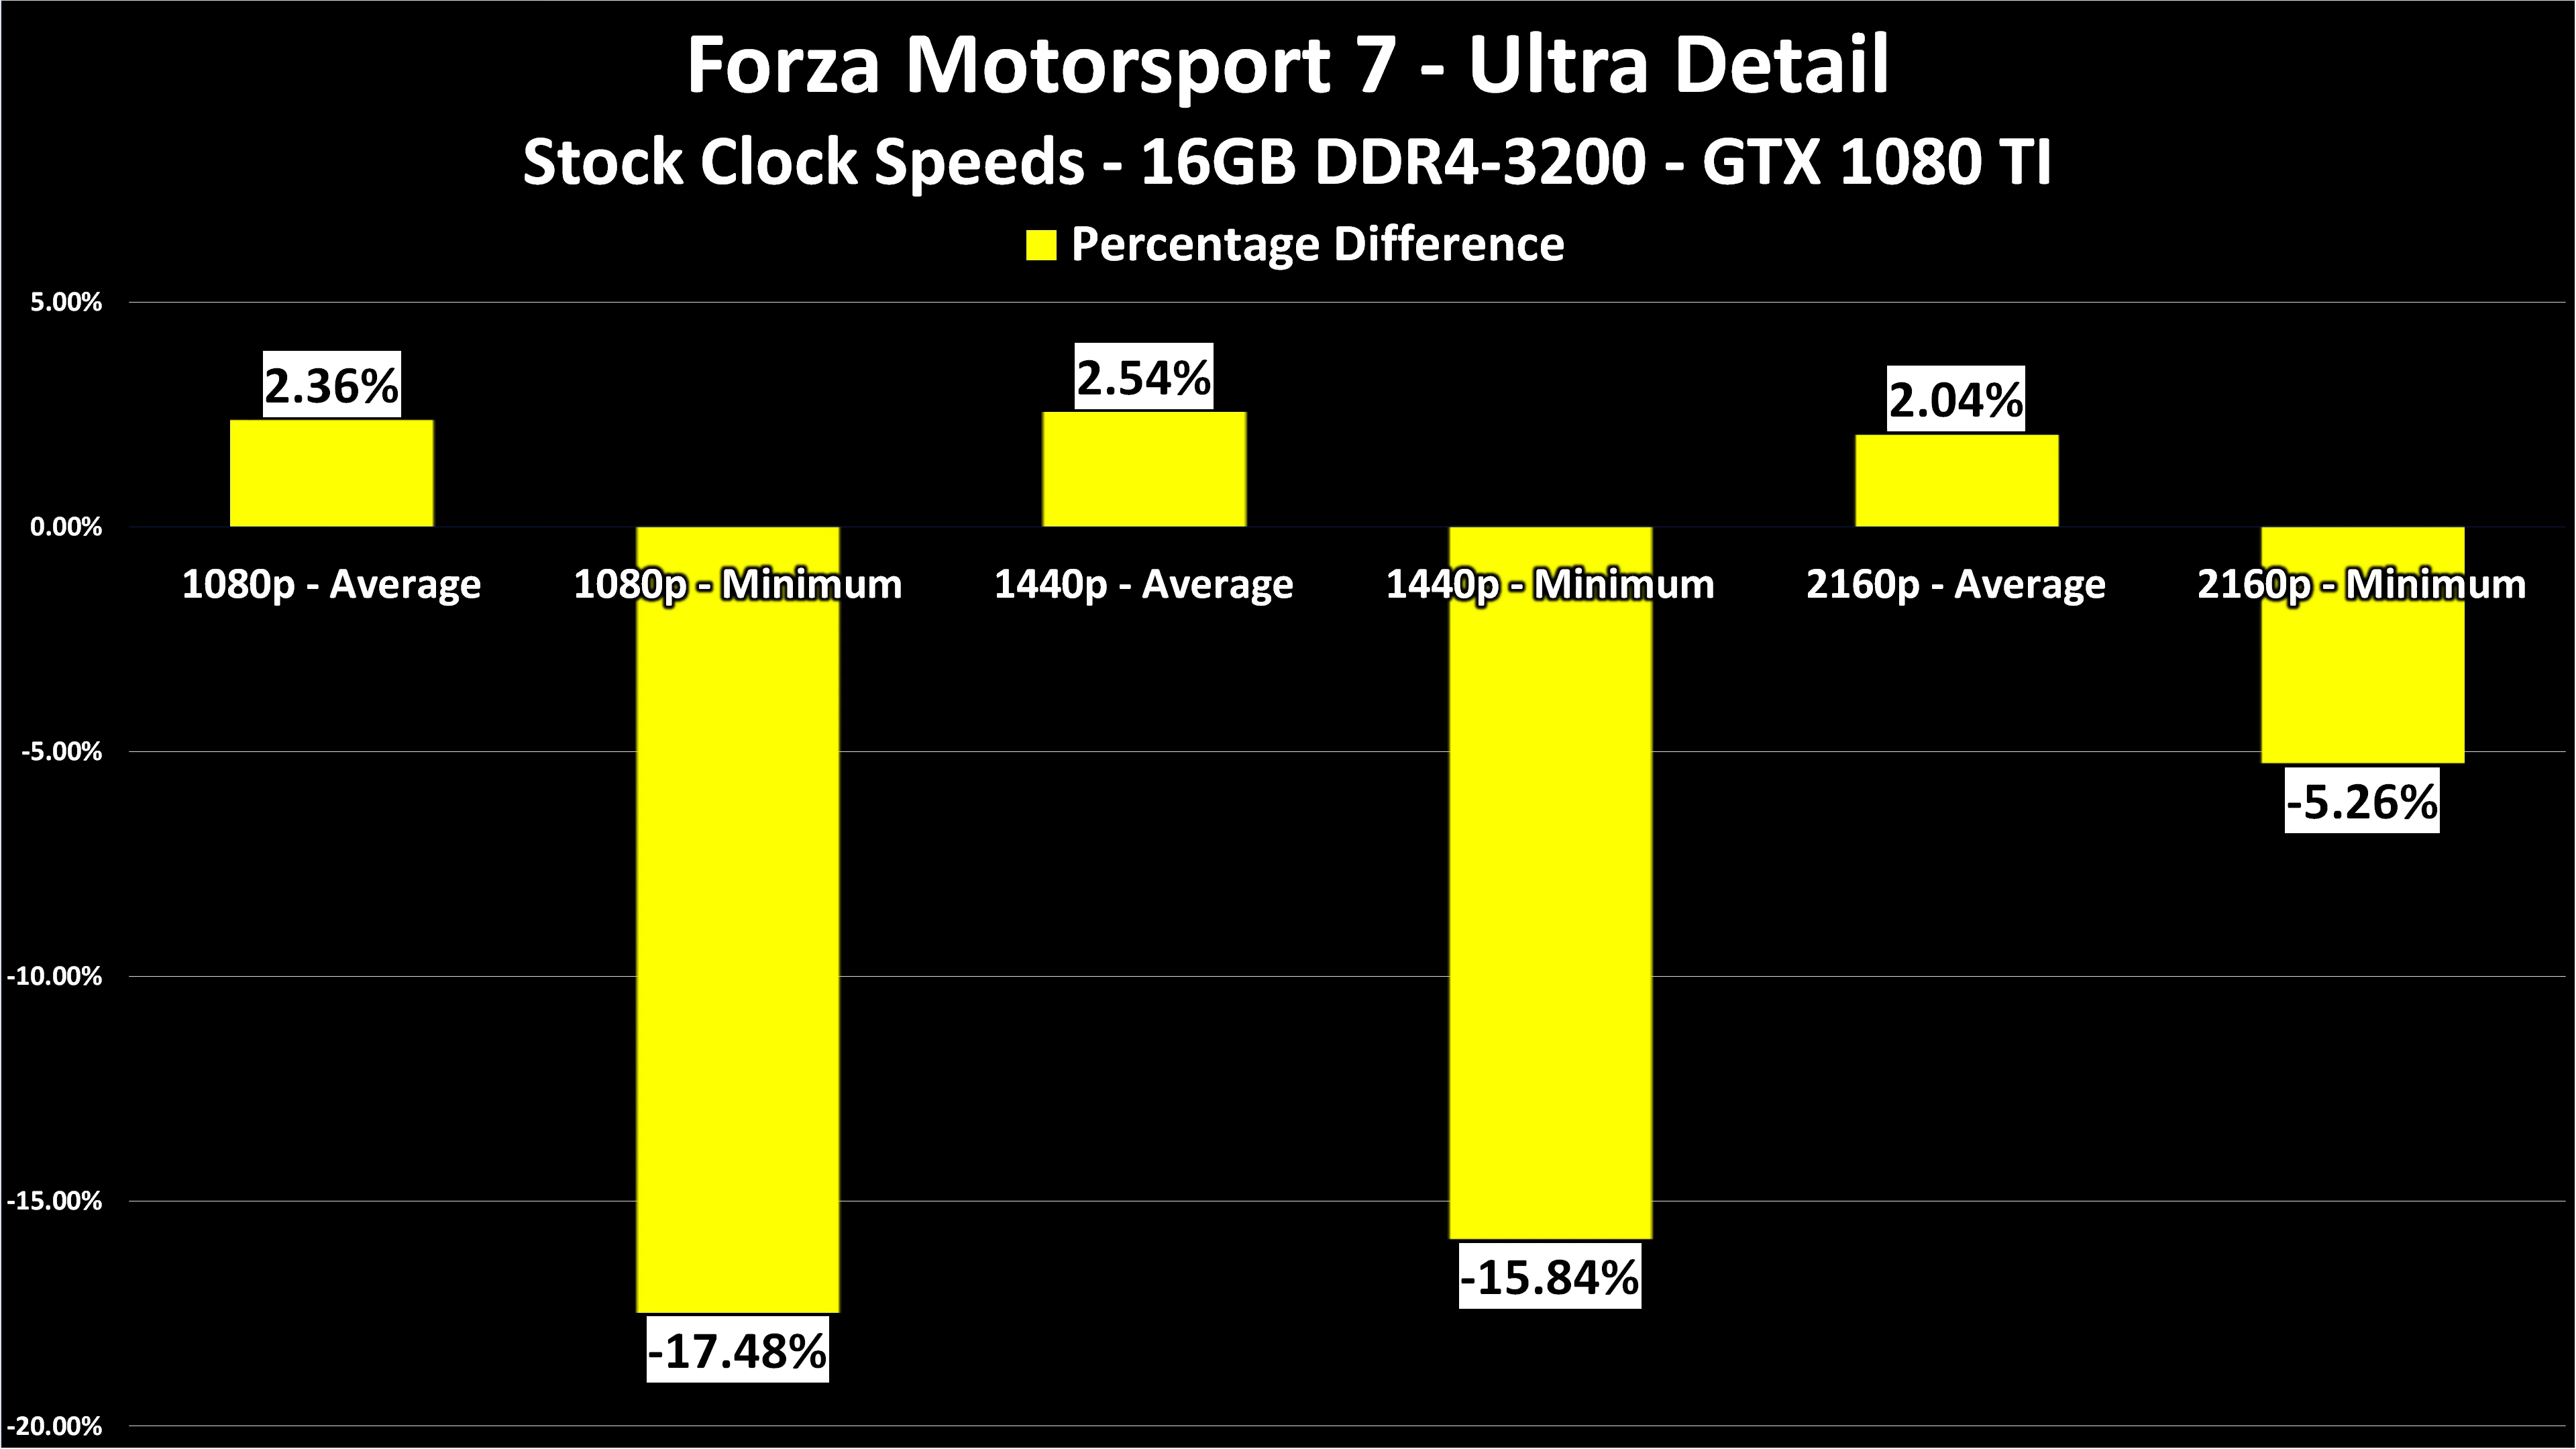 Forza Motorsport 7 - Ultra Detail
Stock Clock Speeds - 16GB DDR4-3200 - GTX 1080 TI
Percentage Difference
5.00%
2.36%
2.54%
2.04%
0.00%
1080p - Average
1080p - Minimum
1440p - Average
1440p - Minimum
2160p - Average
2160p - Minimum
-5.00%
-5.26%
-10.00%
-15.00%
-15.84%
-17.48%
-20.00%